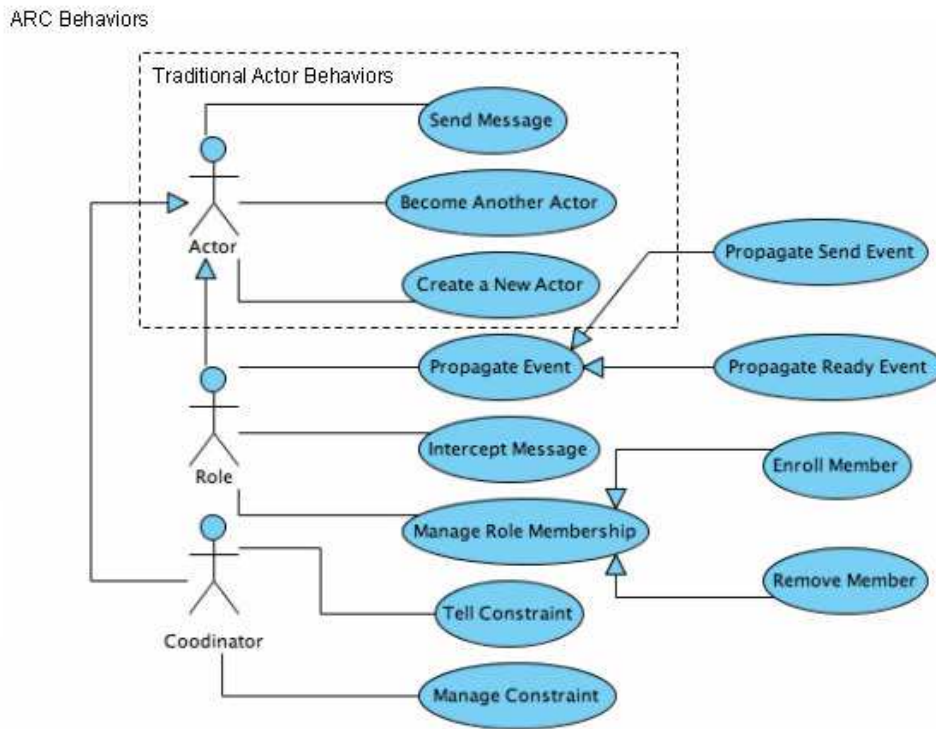 ARC Behaviors
Traditional Actor Behaviors
Send Message
Become Another Actor
Actor
Propagate Send Event
Create a New Actor
Propagate Event
Propagate Ready Event
Intercept Message
Enroll Member
Role
Manage Role Membership
Remove Member
Tell Constraint
Coodinator
Manage Constraint